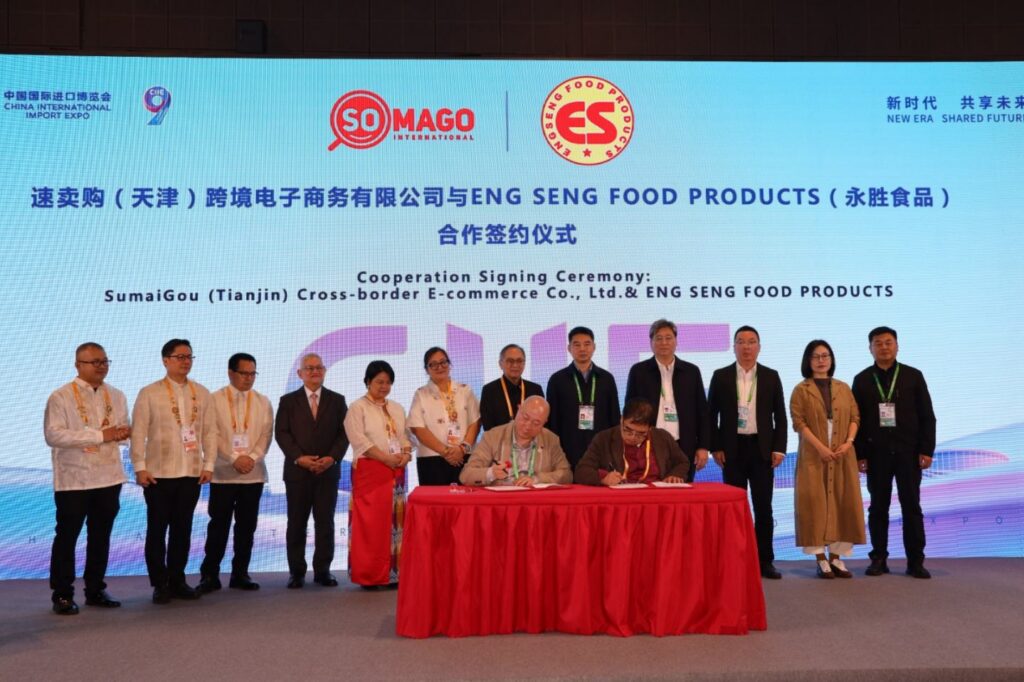 中国国际进口博览会
CHINA INTERNATIONAL
IMPORT EXPO
CIIE
SOMAGO
INTERNATIONAL
ENG SENG FOOD PRODUCTS
ES
新时代 共享未来
NEW ERA SHARED FUTURE
速卖购（天津）跨境电子商务有限公司与ENG SENG FOOD PRODUCTS（永胜食品）
合作签约仪式
Cooperation Signing Ceremony:
SumaiGou (Tianjin) Cross-border E-commerce Co., Ltd.& ENG SENG FOOD PRODUCTS